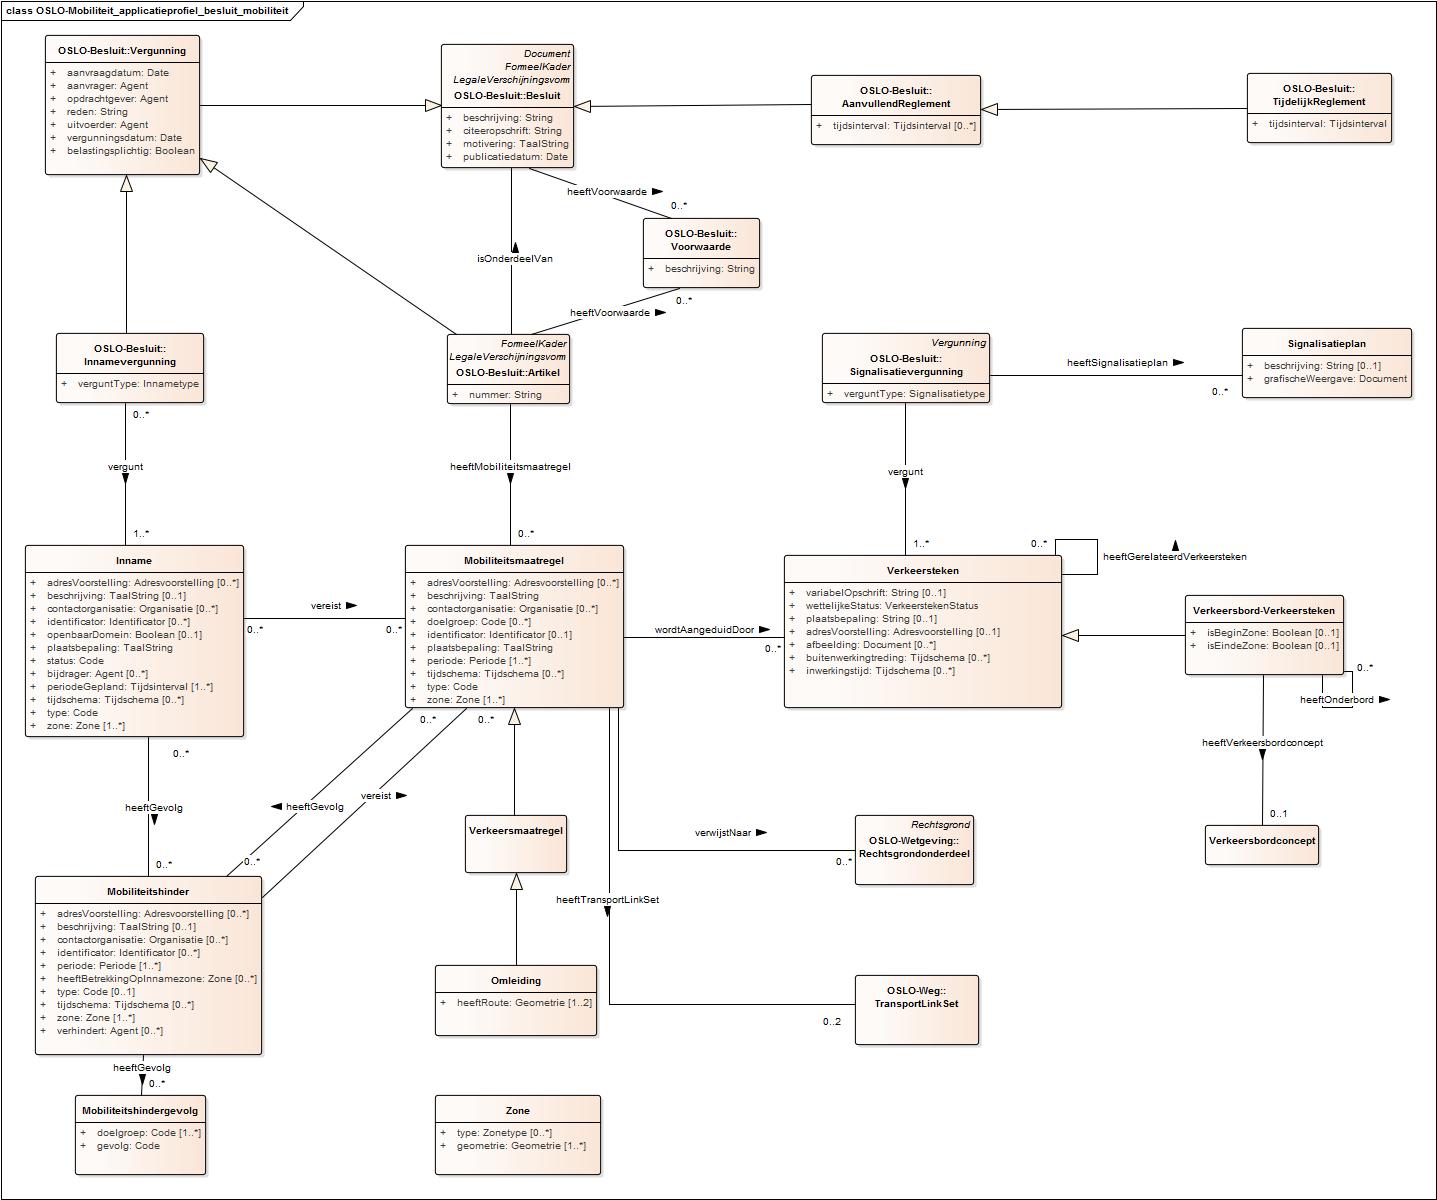 class OSLO-Mobiliteit_applicatieprofiel_besluit_mobiliteit
OSLO-Besluit::Vergunning
+ aanvraagdatum: Date
+ aanvrager: Agent
+ opdrachtgever: Agent
+ reden: String
+ uitvoerder: Agent
+ vergunningsdatum: Date
+ belastingsplichtig: Boolean
Document
FormeelKader
LegaleVerschijningsvorm
OSLO-Besluit::Besluit
+ beschrijving: String
+ citeeropschrift: String
+ motivering: TaalString
+ publicatiedatum: Date
OSLO-Besluit::
AanvullendReglement
+ tijdsinterval: Tijdsinterval [0..*]
OSLO-Besluit::
TijdelijkReglement
+ tijdsinterval: Tijdsinterval
heeftVoorwaarde
0..*
OSLO-Besluit::
Voorwaarde
+ beschrijving: String
isOnderdeelVan
0..*
heeftVoorwaarde
OSLO-Besluit::
Innamevergunning
+ verguntType: Innametype
FormeelKader
LegaleVerschijningsvorm
OSLO-Besluit::Artikel
+ nummer: String
Vergunning
OSLO-Besluit::
Signalisatievergunning
+ verguntType: Signalisatietype
heeftSignalisatieplan
0..*
Signalisatieplan
+ beschrijving: String [0..1]
+ grafischeWeergave: Document
0..*
vergunt
1..*
heeftMobiliteitsmaatregel
0..*
vergunt
1..*
0..*
heeftGerelateerdVerkeersteken
Inname
+ adresVoorstelling: Adresvoorstelling [0..*]
+ beschrijving: TaalString [0..1]
+ contactorganisatie: Organisatie [0..*]
+ identificator: Identificator [0..*]
+ openbaarDomein: Boolean [0..1]
+ plaatsbepaling: TaalString
+ status: Code
+ bijdrager: Agent [0..*]
+ periodeGepland: Tijdsinterval [1..*]
+ tijdschema: Tijdschema [0..*]
+ type: Code
+ zone: Zone [1..*]
vereist
0..*
0..*
Mobiliteitsmaatregel
+ adresVoorstelling: Adresvoorstelling [0..*]
+ beschrijving: TaalString
+ contactorganisatie: Organisatie [0..*]
+ doelgroep: Code [0..*]
+ identificator: Identificator [0..1]
+ plaatsbepaling: TaalString
+ periode: Periode [1..*]
+ tijdschema: Tijdschema [0..*]
+ type: Code
+ zone: Zone [1..*]
wordtAangeduidDoor
0..*
Verkeersteken
+ variabelOpschrift: String [0..1]
+ wettelijkeStatus: VerkeerstekenStatus
+ plaatsbepaling: String [0..1]
+ adresVoorstelling: Adresvoorstelling [0..1]
+ afbeelding: Document [0..*]
+ buitenwerkingtreding: Tijdschema [0..*]
+ inwerkingstijd: Tijdschema [0..*]
Verkeersbord-Verkeersteken
+ isBeginZone: Boolean [0..1]
+ isEindeZone: Boolean [0..1]
0..*
heeftOnderbord
heeftVerkeersbordconcept
0..1
Verkeersbordconcept
0..*
heeftGevolg
0..*
0..*
0..*
heeftGevolg
vereist
0..*
Verkeersmaatregel
verwijstNaar
0..*
Rechtsgrond
OSLO-Wetgeving::
Rechtsgrondonderdeel
heeftTransportLinkSet
0..2
OSLO-Weg::
TransportLinkSet
Mobiliteitshinder
+ adresVoorstelling: Adresvoorstelling [0..*]
+ beschrijving: TaalString [0..1]
+ contactorganisatie: Organisatie [0..*]
+ identificator: Identificator [0..*]
+ periode: Periode [1..*]
+ heeftBetrekkingOpInnamezone: Zone [0..*]
+ type: Code [0..1]
+ tijdschema: Tijdschema [0..*]
+ zone: Zone [1..*]
+ verhindert: Agent [0..*]
Omleiding
+ heeftRoute: Geometrie [1..2]
heeftGevolg
0..*
Mobiliteitshindergevolg
+ doelgroep: Code [1..*]
+ gevolg: Code
Zone
+ type: Zonetype [0..*]
+ geometrie: Geometrie [1..*]